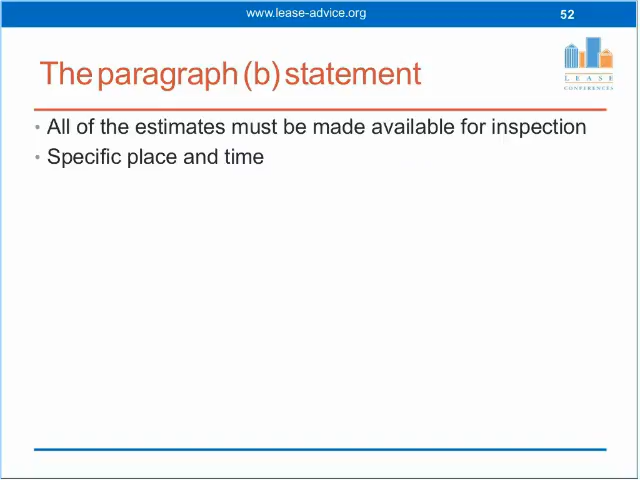 www.lease-advice.org
52
The paragraph (b) statement
LEASE
CONFERENCES
• All of the estimates must be made available for inspection
• Specific place and time